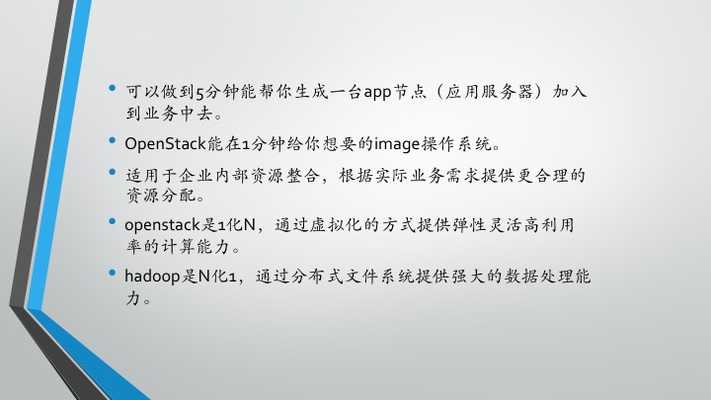 • 可以做到5分钟能帮你生成一台app节点（应用服务器）加入
到业务中去。
• OpenStack能在1分钟给你想要的image操作系统。
• 适用于企业内部资源整合，根据实际业务需求提供更合理的
资源分配。
• openstack是1化N，通过虚拟化的方式提供弹性灵活高利用
率的计算能力。
• hadoop是N化1，通过分布式文件系统提供强大的数据处理能
力。